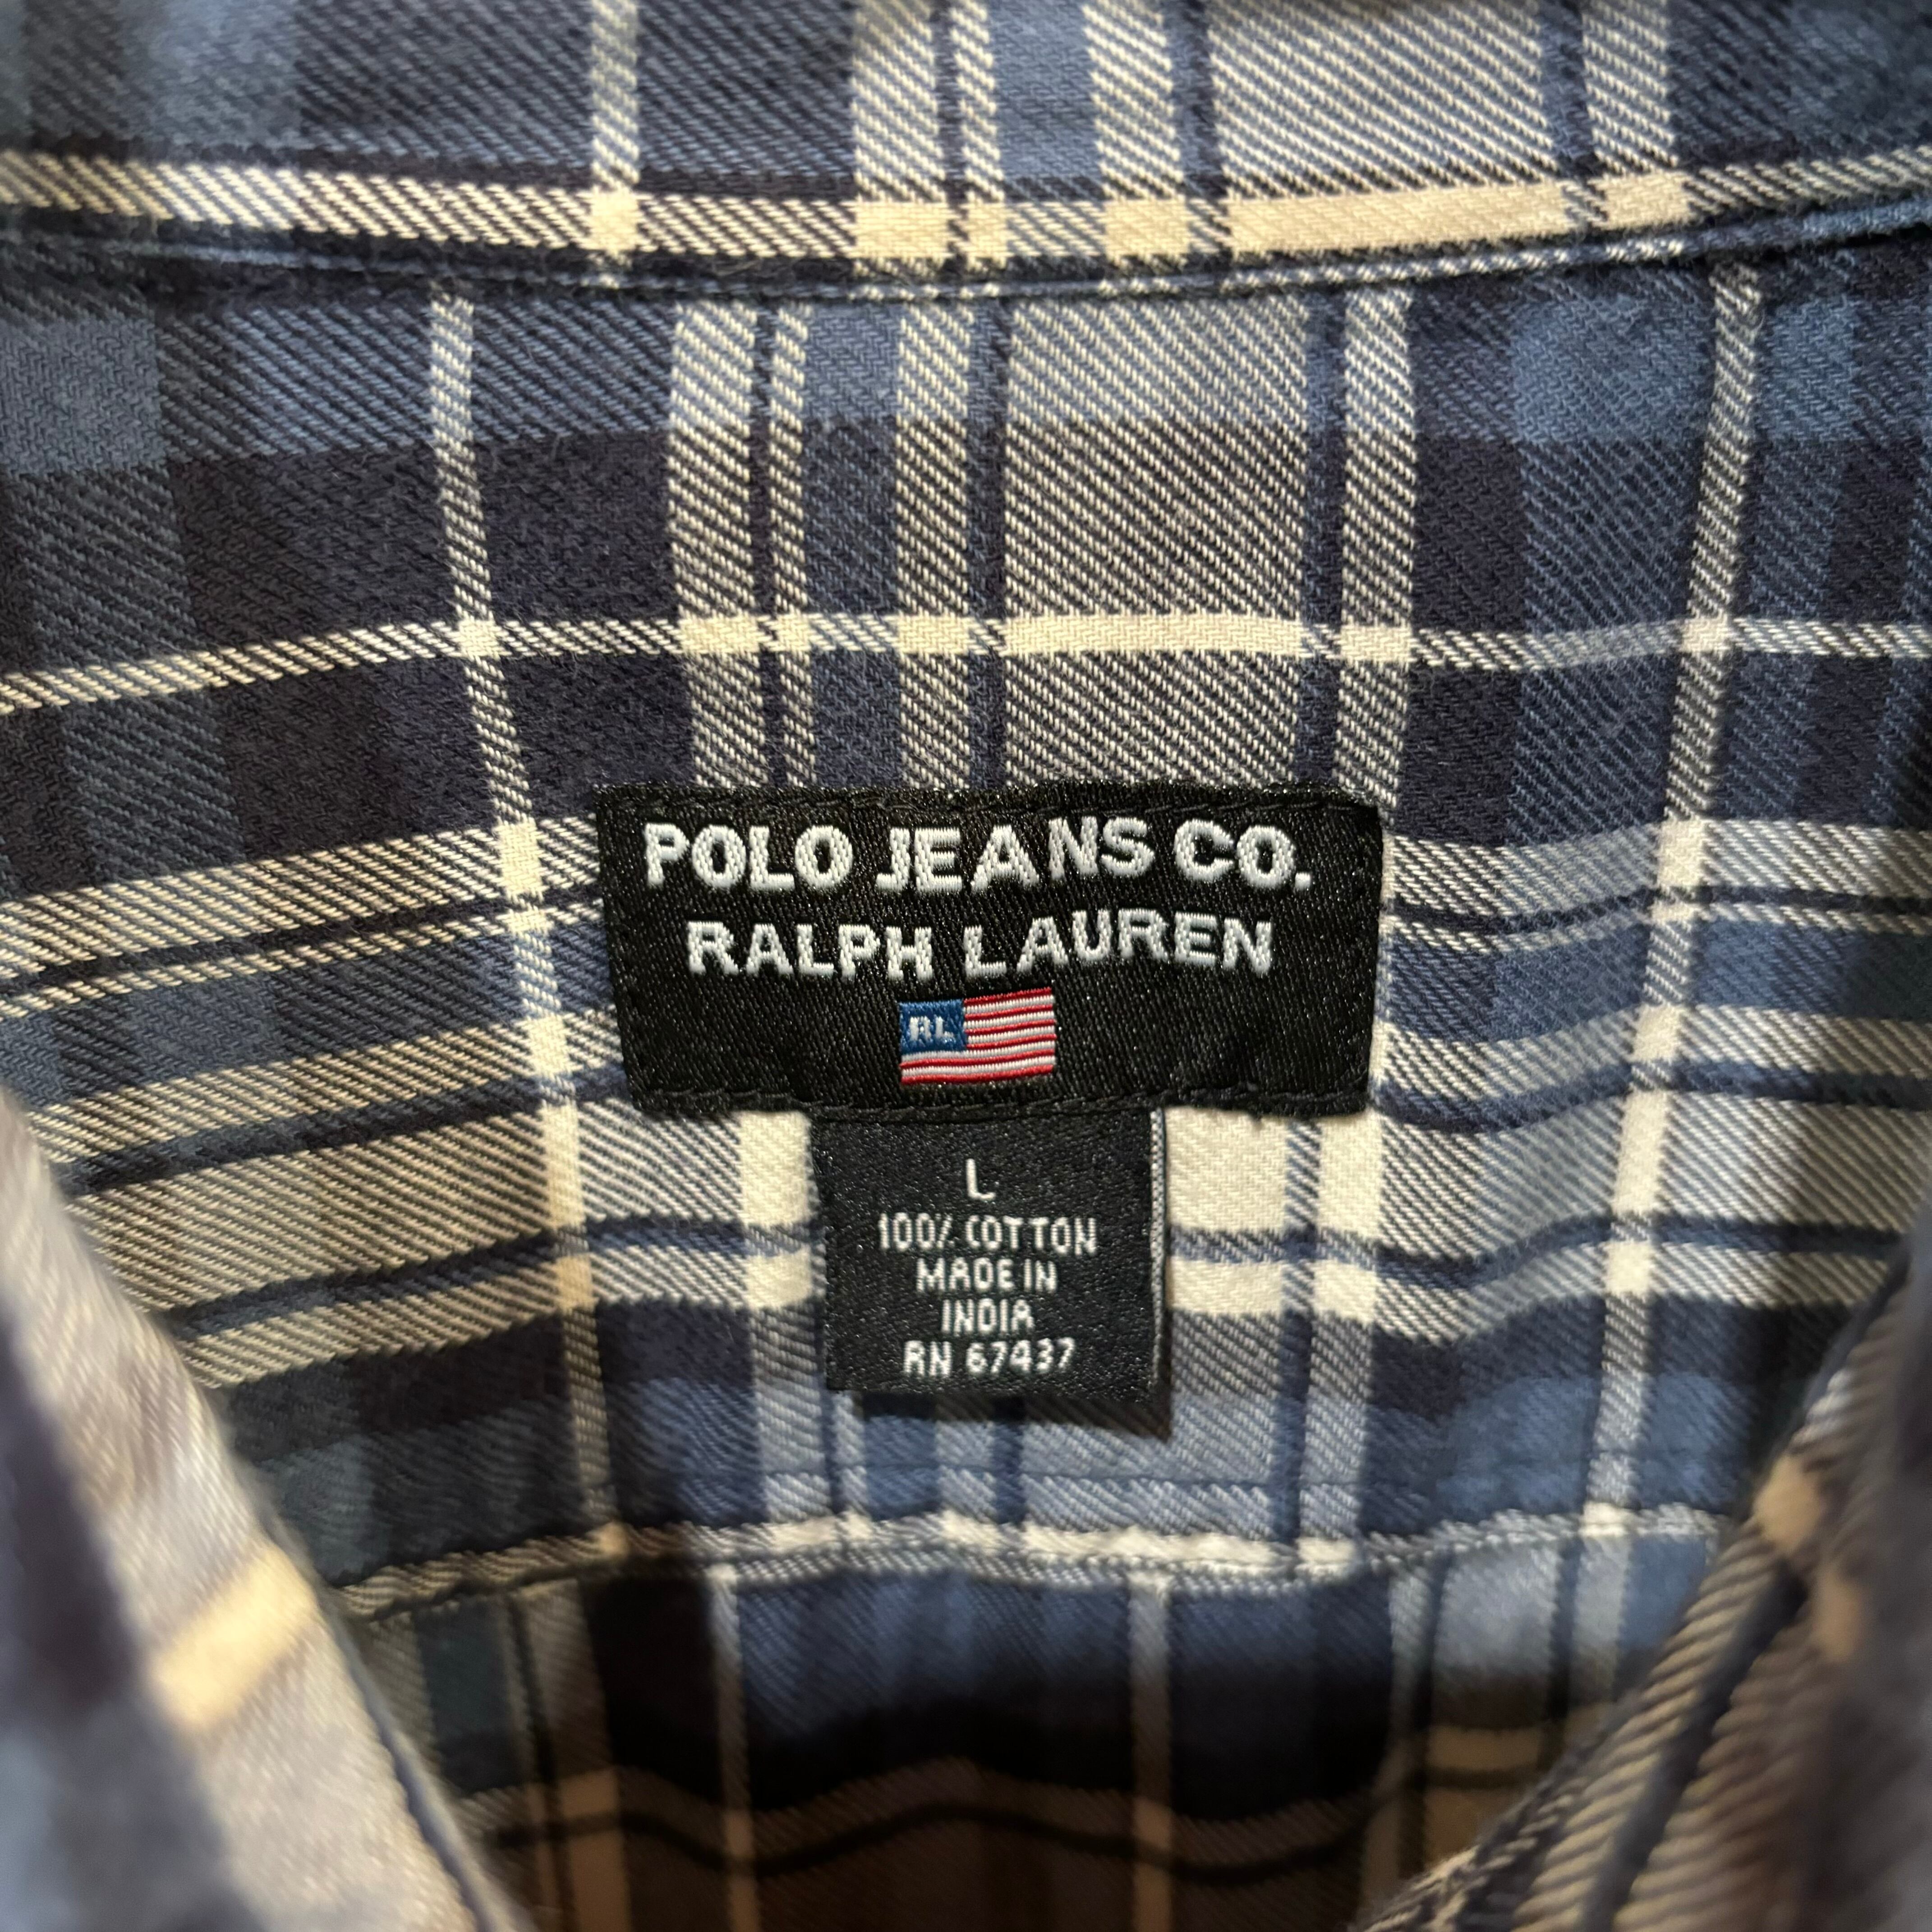 POLO JEANS CO.
RALPH LAUREN
RL
L
100% COTTON
MADE IN
INDIA
RN 67437